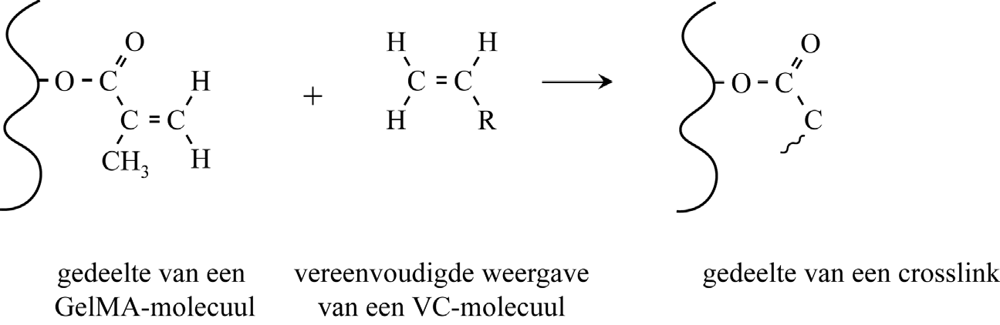 O
H H
O - C H C = C O - C
C = C + H R C
CH3 H
O
gedeelte van een vereenvoudigde weergave gedeelte van een crosslink
GelMA-molecuul van een VC-molecuul